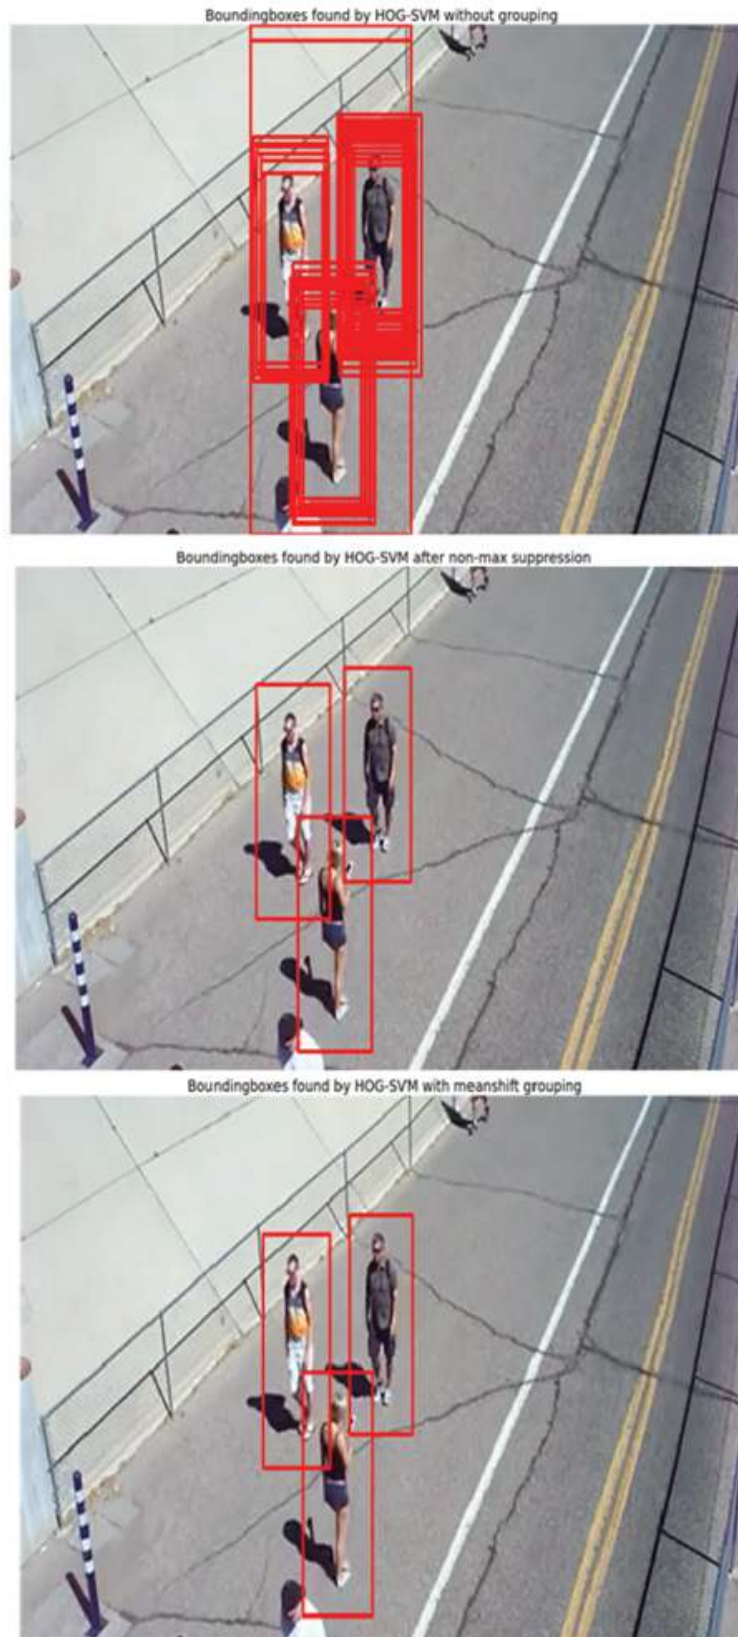 Boundingboxes found by HOG-SVM without grouping
Boundingboxes found by HOG-SVM after non-max suppression
Boundingboxes found by HOG-SVM with meanshift grouping